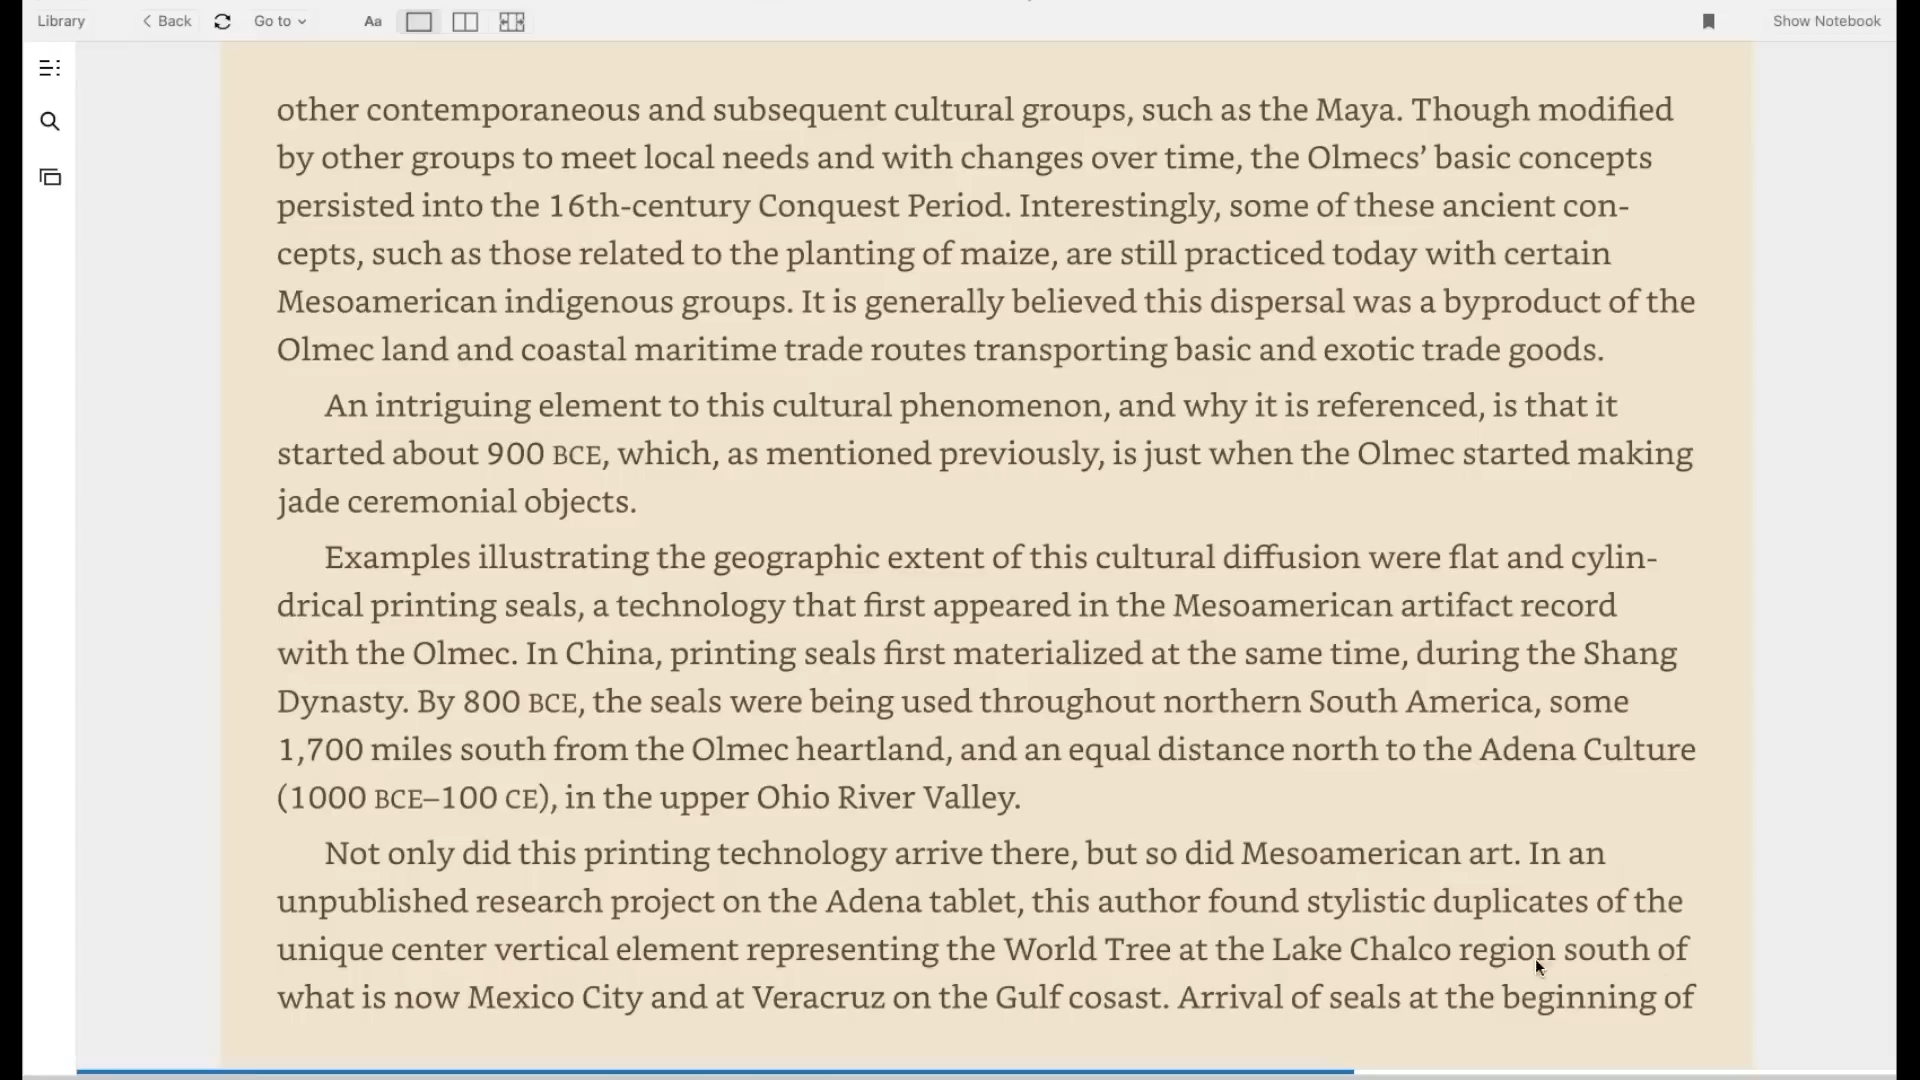 Library
Back
Go to
Aa
Show Notebook
other contemporaneous and subsequent cultural groups, such as the Maya. Though modified
by other groups to meet local needs and with changes over time, the Olmecs’ basic concepts
persisted into the 16th-century Conquest Period. Interestingly, some of these ancient con-
cepts, such as those related to the planting of maize, are still practiced today with certain
Mesoamerican indigenous groups. It is generally believed this dispersal was a byproduct of the
Olmec land and coastal maritime trade routes transporting basic and exotic trade goods.
An intriguing element to this cultural phenomenon, and why it is referenced, is that it
started about 900 BCE, which, as mentioned previously, is just when the Olmec started making
jade ceremonial objects.
Examples illustrating the geographic extent of this cultural diffusion were flat and cylin-
drical printing seals, a technology that first appeared in the Mesoamerican artifact record
with the Olmec. In China, printing seals first materialized at the same time, during the Shang
Dynasty. By 800 BCE, the seals were being used throughout northern South America, some
1,700 miles south from the Olmec heartland, and an equal distance north to the Adena Culture
(1000 BCE–100 CE), in the upper Ohio River Valley.
Not only did this printing technology arrive there, but so did Mesoamerican art. In an
unpublished research project on the Adena tablet, this author found stylistic duplicates of the
unique center vertical element representing the World Tree at the Lake Chalco region south of
what is now Mexico City and at Veracruz on the Gulf cosast. Arrival of seals at the beginning of